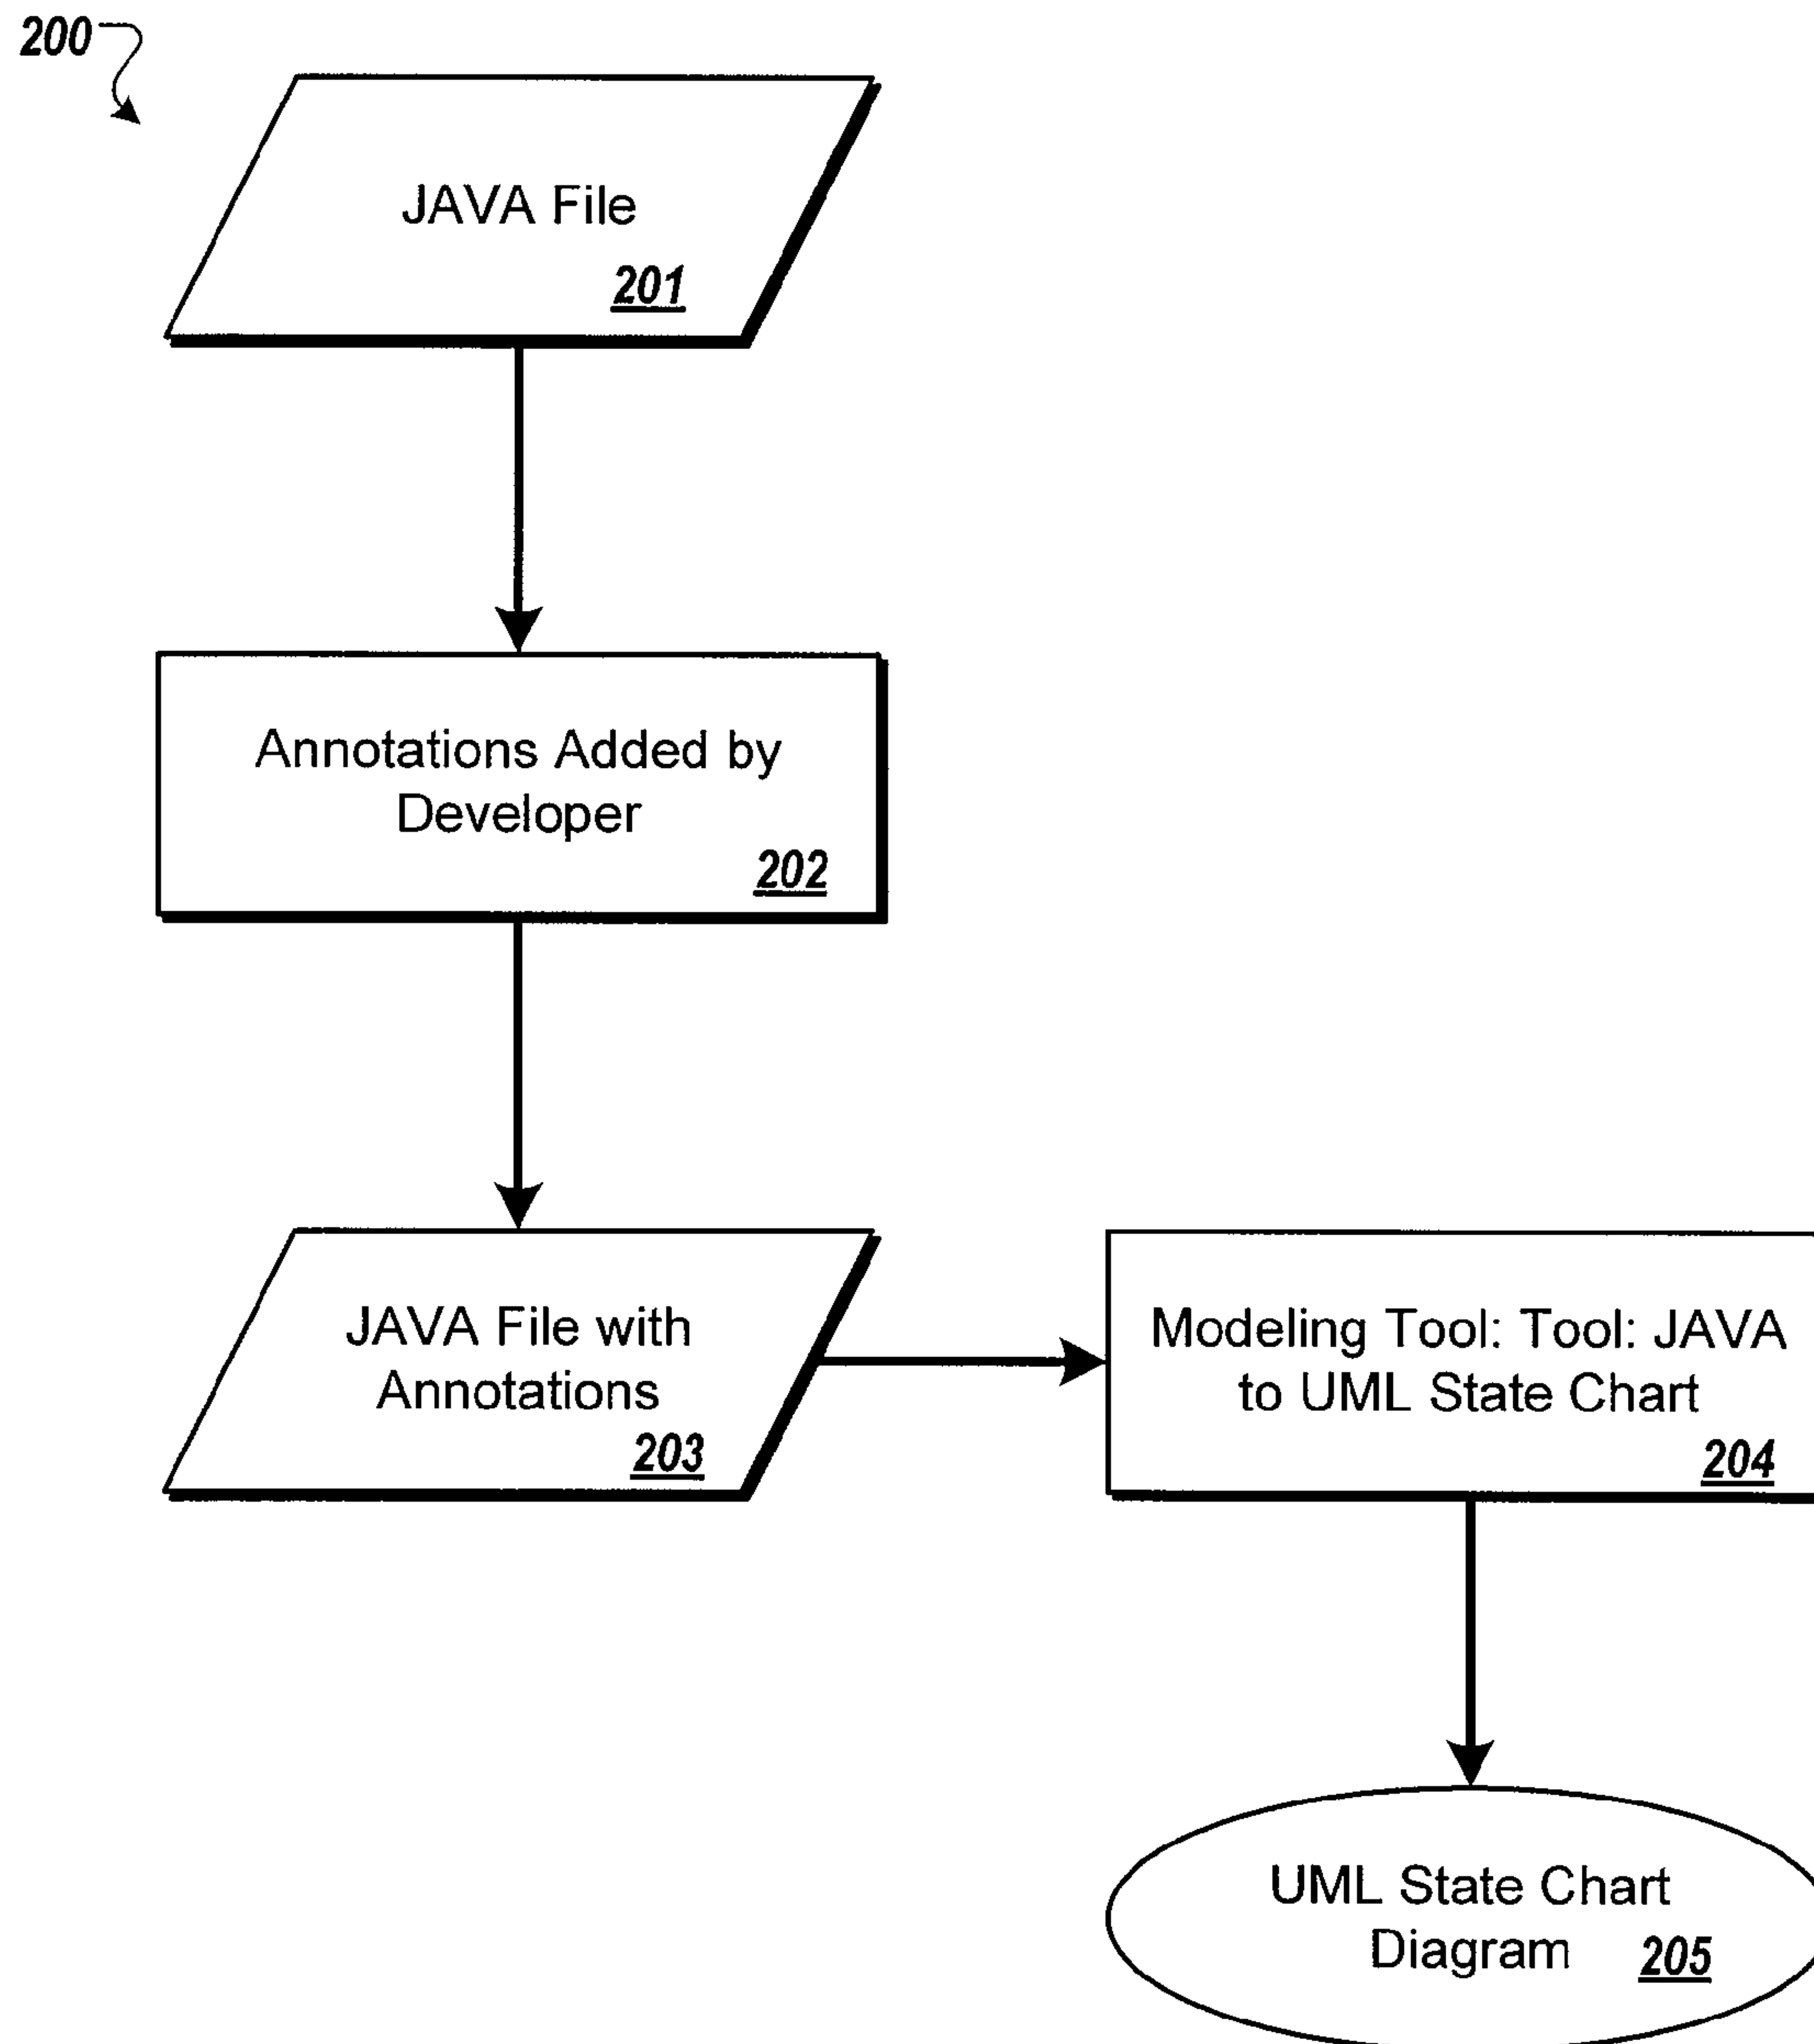 200
JAVA File
201
Annotations Added by
Developer
202
JAVA File with
Annotations
203
Modeling Tool: Tool: JAVA
to UML State Chart
204
UML State Chart
Diagram 205